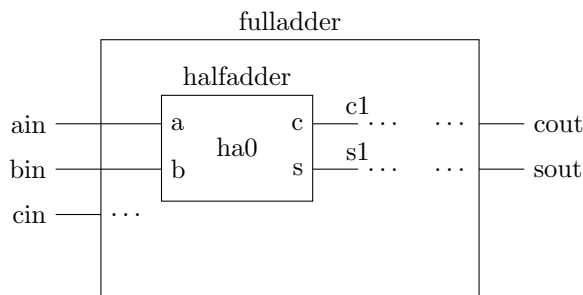 fulladder
halfadder
ain a c c1 ··· ··· cout
ha0
bin b s s1 ··· ··· sout
cin ···